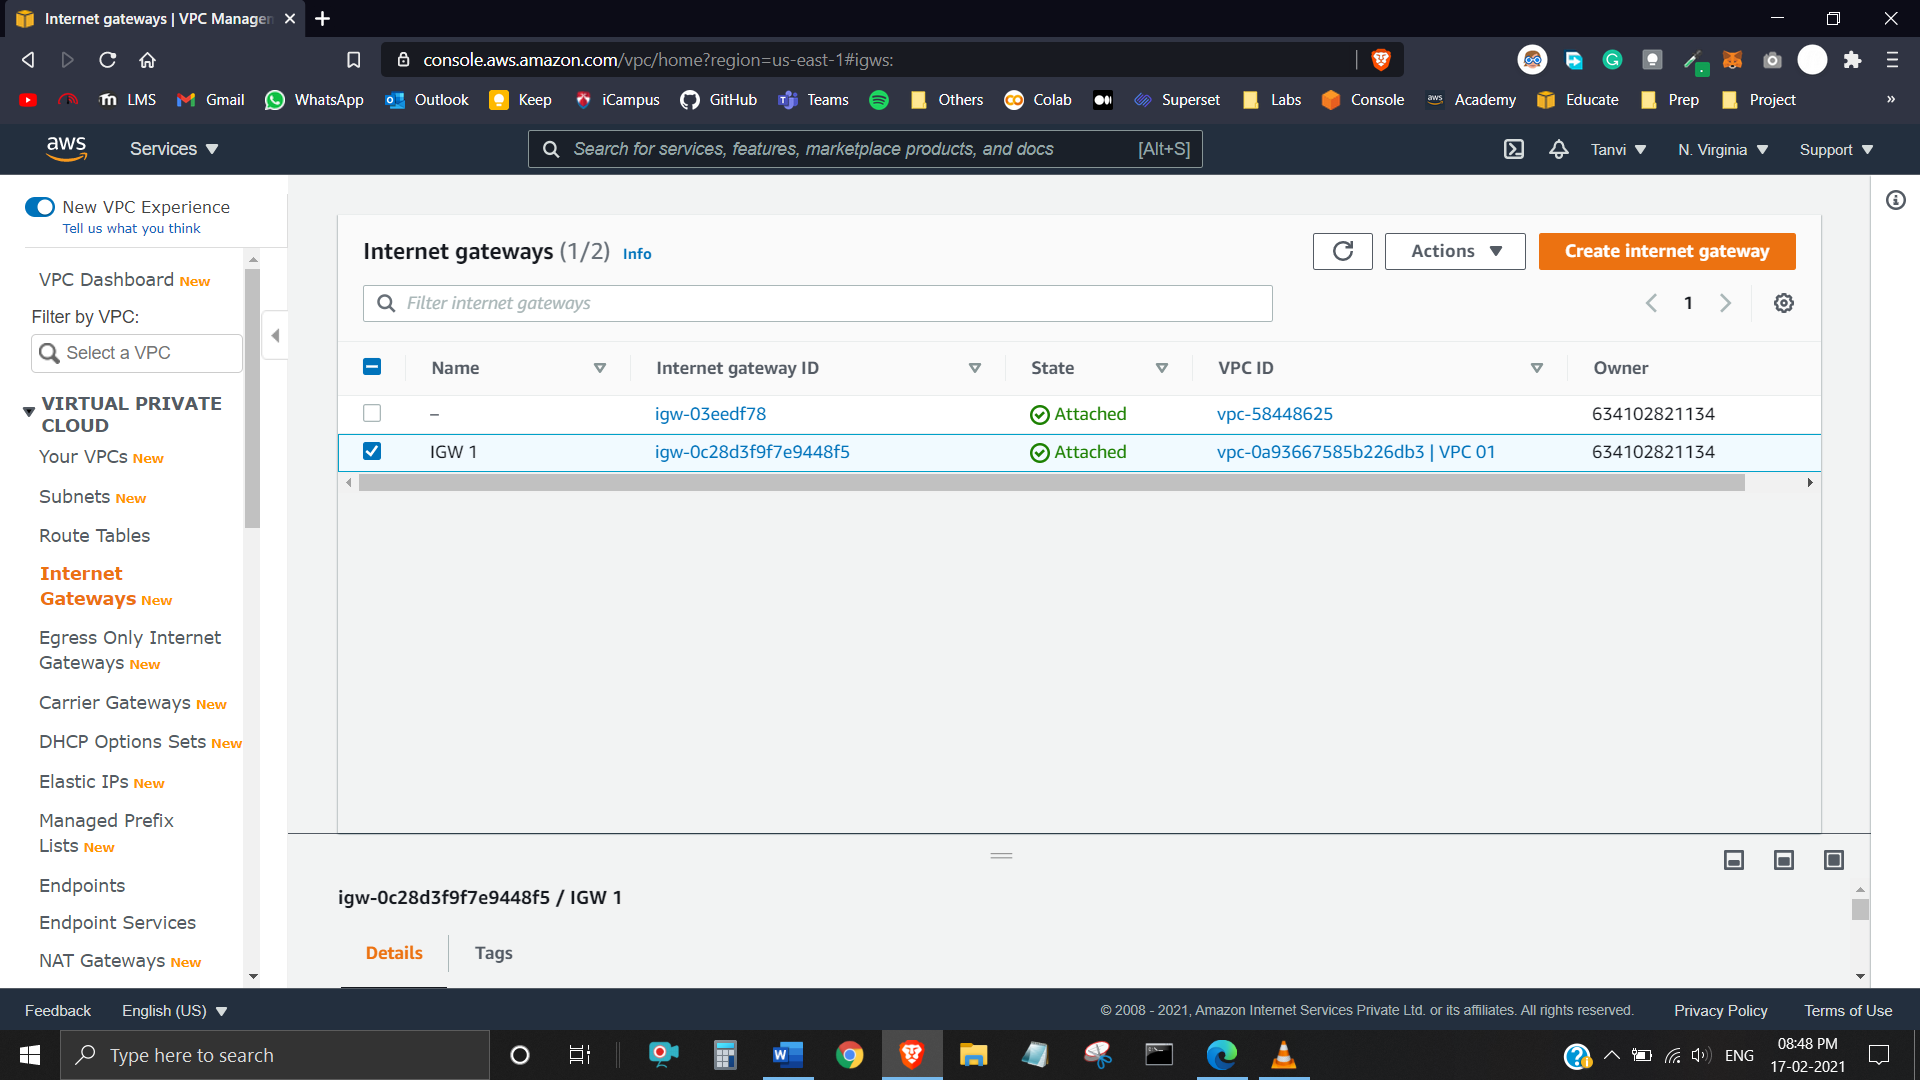 Internet gateways | VPC Managen
console.aws.amazon.com/vpc/home?region=us-east-1#igws:
LMS Gmail WhatsApp Outlook Keep iCampus GitHub Teams Others Colab Superset Labs Console Academy Educate Prep Project »
aws Services Search for services, features, marketplace products, and docs [Alt+S] Tanvi N. Virginia Support
New VPC Experience
Tell us what you think
VPC Dashboard New
Filter by VPC:
Select a VPC
VIRTUAL PRIVATE
CLOUD
Your VPCs New
Subnets New
Route Tables
Internet
Gateways New
Egress Only Internet
Gateways New
Carrier Gateways New
DHCP Options Sets New
Elastic IPs New
Managed Prefix
Lists New
Endpoints
Endpoint Services
NAT Gateways New
Internet gateways (1/2) Info
Actions
Create internet gateway
Filter internet gateways
1
Name Internet gateway ID State VPC ID Owner
– igw-03eedf78 Attached vpc-58448625 634102821134
IGW 1 igw-0c28d3f9f7e9448f5 Attached vpc-0a93667585b226db3 | VPC 01 634102821134
igw-0c28d3f9f7e9448f5 / IGW 1
Details Tags
Feedback English (US) © 2008 - 2021, Amazon Internet Services Private Ltd. or its affiliates. All rights reserved. Privacy Policy Terms of Use
Type here to search
ENG
08:48 PM
17-02-2021